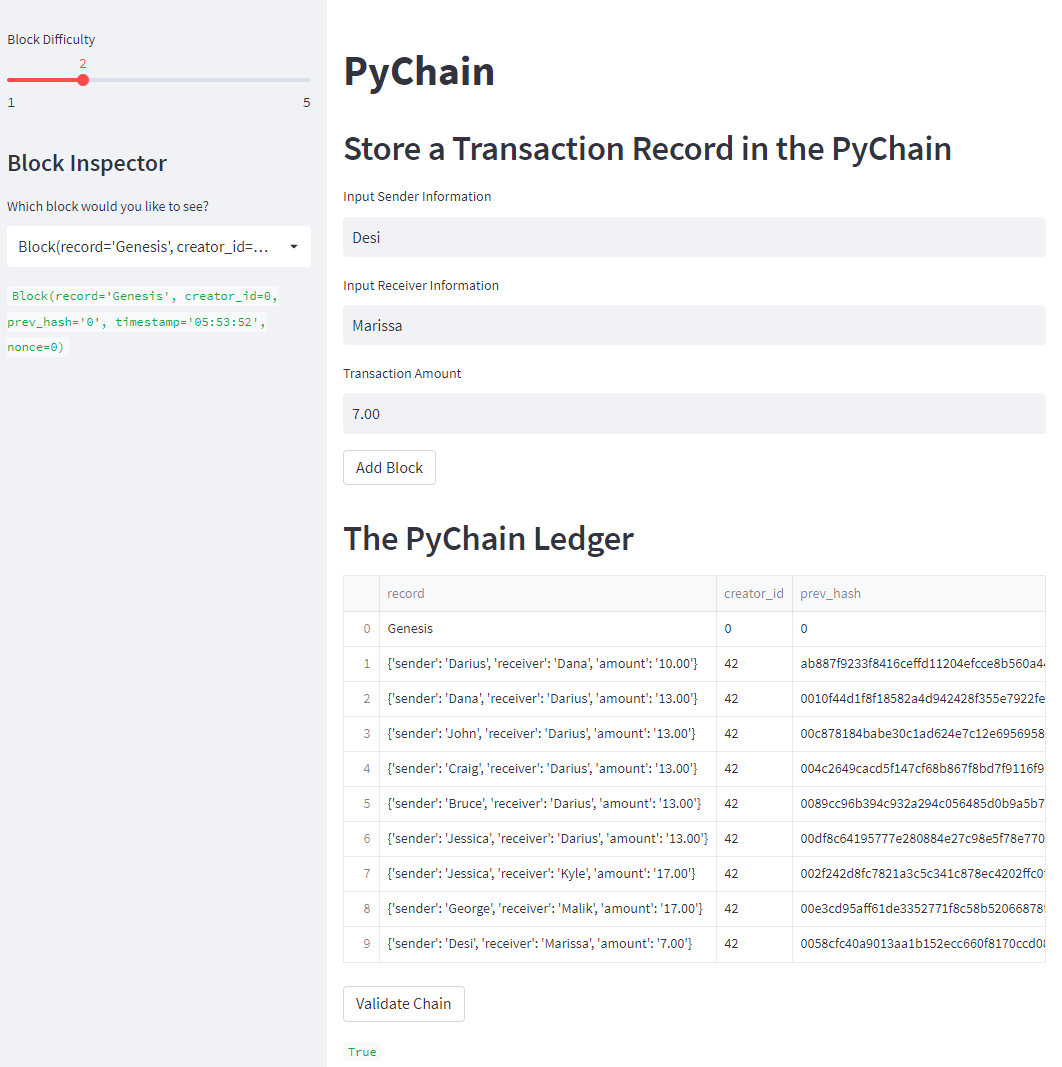 Block Difficulty
2
1 5
Block Inspector
Which block would you like to see?
Block(record='Genesis', creator_id=...
Block(record='Genesis', creator_id=0,
prev_hash='0', timestamp='05:53:52',
nonce=0)
PyChain
Store a Transaction Record in the PyChain
Input Sender Information
Desi
Input Receiver Information
Marissa
Transaction Amount
7.00
Add Block
The PyChain Ledger
record creator_id prev_hash
0 Genesis 0 0
1 {'sender': 'Darius', 'receiver': 'Dana', 'amount': '10.00'} 42 ab887f9233f8416ceffd11204efcce8b560a4
2 {'sender': 'Dana', 'receiver': 'Darius', 'amount': '13.00'} 42 0010f44d1f8f18582a4d942428f355e7922fe
3 {'sender': 'John', 'receiver': 'Darius', 'amount': '13.00'} 42 00c878184babe30c1ad624e7c12e6956958
4 {'sender': 'Craig', 'receiver': 'Darius', 'amount': '13.00'} 42 004c2649cacd5f147cf68b867f8bd7f9116f9
5 {'sender': 'Bruce', 'receiver': 'Darius', 'amount': '13.00'} 42 0089cc96b394c932a294c056485d0b9a5b7
6 {'sender': 'Jessica', 'receiver': 'Darius', 'amount': '13.00'} 42 00df8c64195777e280884e27c98e5f78e770
7 {'sender': 'Jessica', 'receiver': 'Kyle', 'amount': '17.00'} 42 002f242d8fc7821a3c5c341c878ec4202ffc0
8 {'sender': 'George', 'receiver': 'Malik', 'amount': '17.00'} 42 00e3cd95aff61de3352771f8c58b52066878
9 {'sender': 'Desi', 'receiver': 'Marissa', 'amount': '7.00'} 42 0058cfc40a9013aa1b152ecc660f8170ccd0
Validate Chain
True